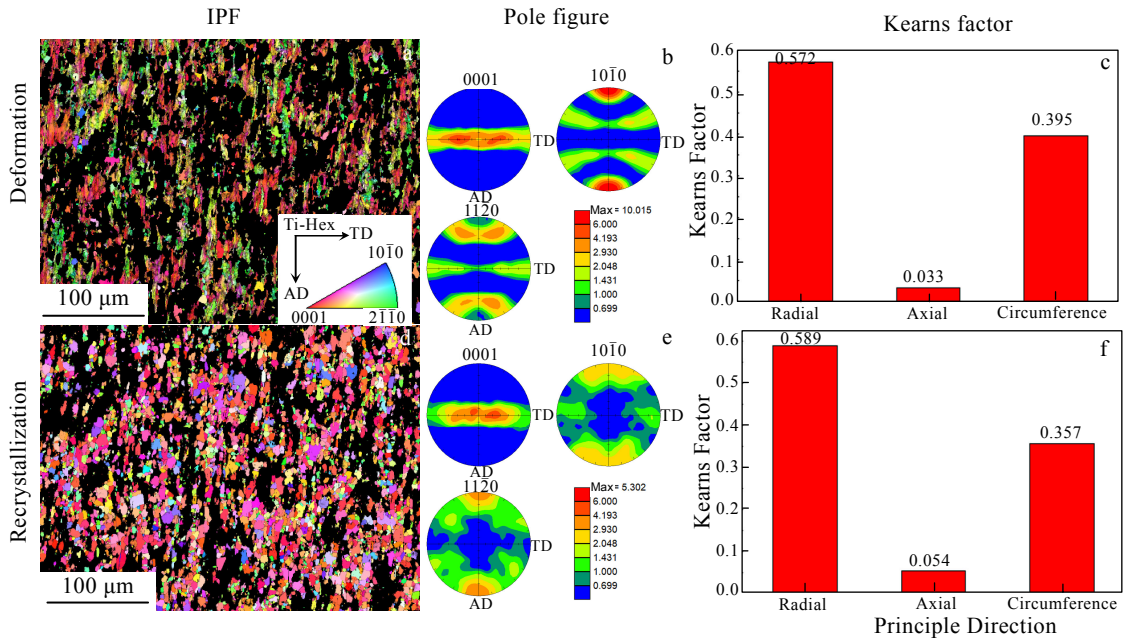 IPF
Pole figure
Kearns factor
Deformation
a
Ti-Hex
TD
AD
101̄0
0001
21̄1̄0
100 μm
b
0001
TD
AD
101̄0
TD
1120
AD
Max = 10.015
6.000
4.193
2.930
2.048
1.431
1.000
0.699
c
Kearns Factor
0.6
0.5
0.4
0.3
0.2
0.1
0.0
0.572
0.033
0.395
Radial
Axial
Circumference
Recrystallization
d
100 μm
e
0001
TD
AD
101̄0
TD
1120
TD
AD
Max = 5.302
6.000
4.193
2.930
2.048
1.431
1.000
0.699
f
Kearns Factor
0.6
0.5
0.4
0.3
0.2
0.1
0.0
0.589
0.054
0.357
Radial
Axial
Circumference
Principle Direction